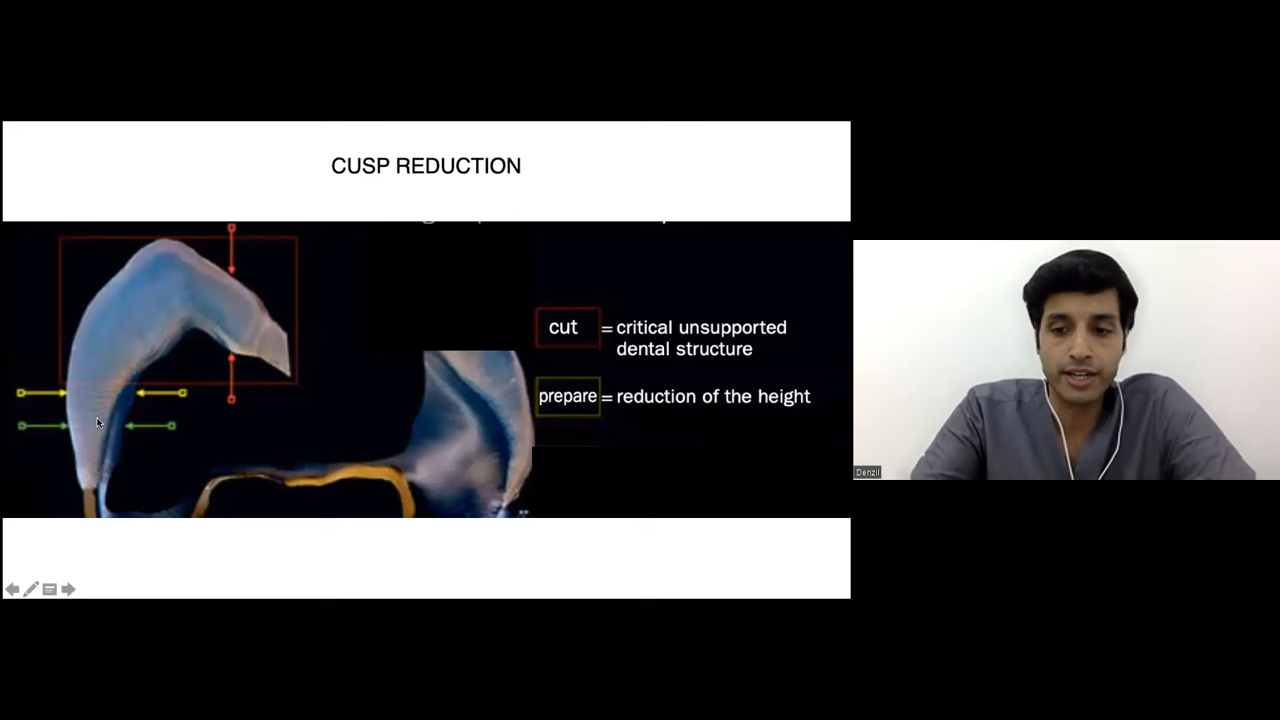 CUSP REDUCTION
cut = critical unsupported
dental structure
prepare = reduction of the height
Denzil